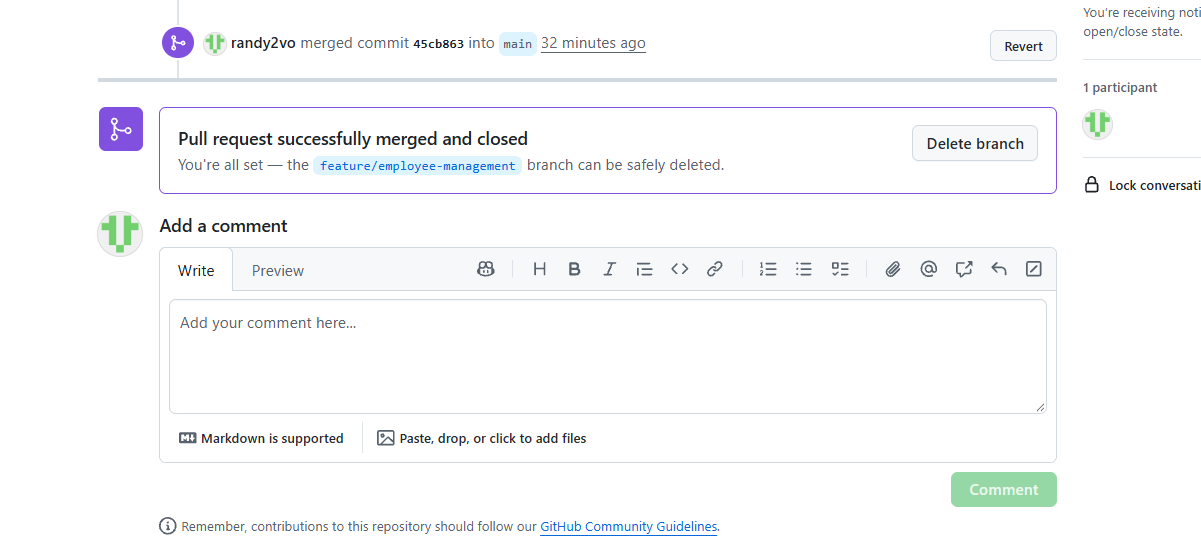 You're receiving noti
open/close state.
randy2vo merged commit 45cb863 into main 32 minutes ago
Revert
1 participant
Pull request successfully merged and closed
You're all set — the feature/employee-management branch can be safely deleted.
Delete branch
Lock conversati
Add a comment
Write
Preview
Add your comment here...
Markdown is supported
Paste, drop, or click to add files
Comment
Remember, contributions to this repository should follow our GitHub Community Guidelines.